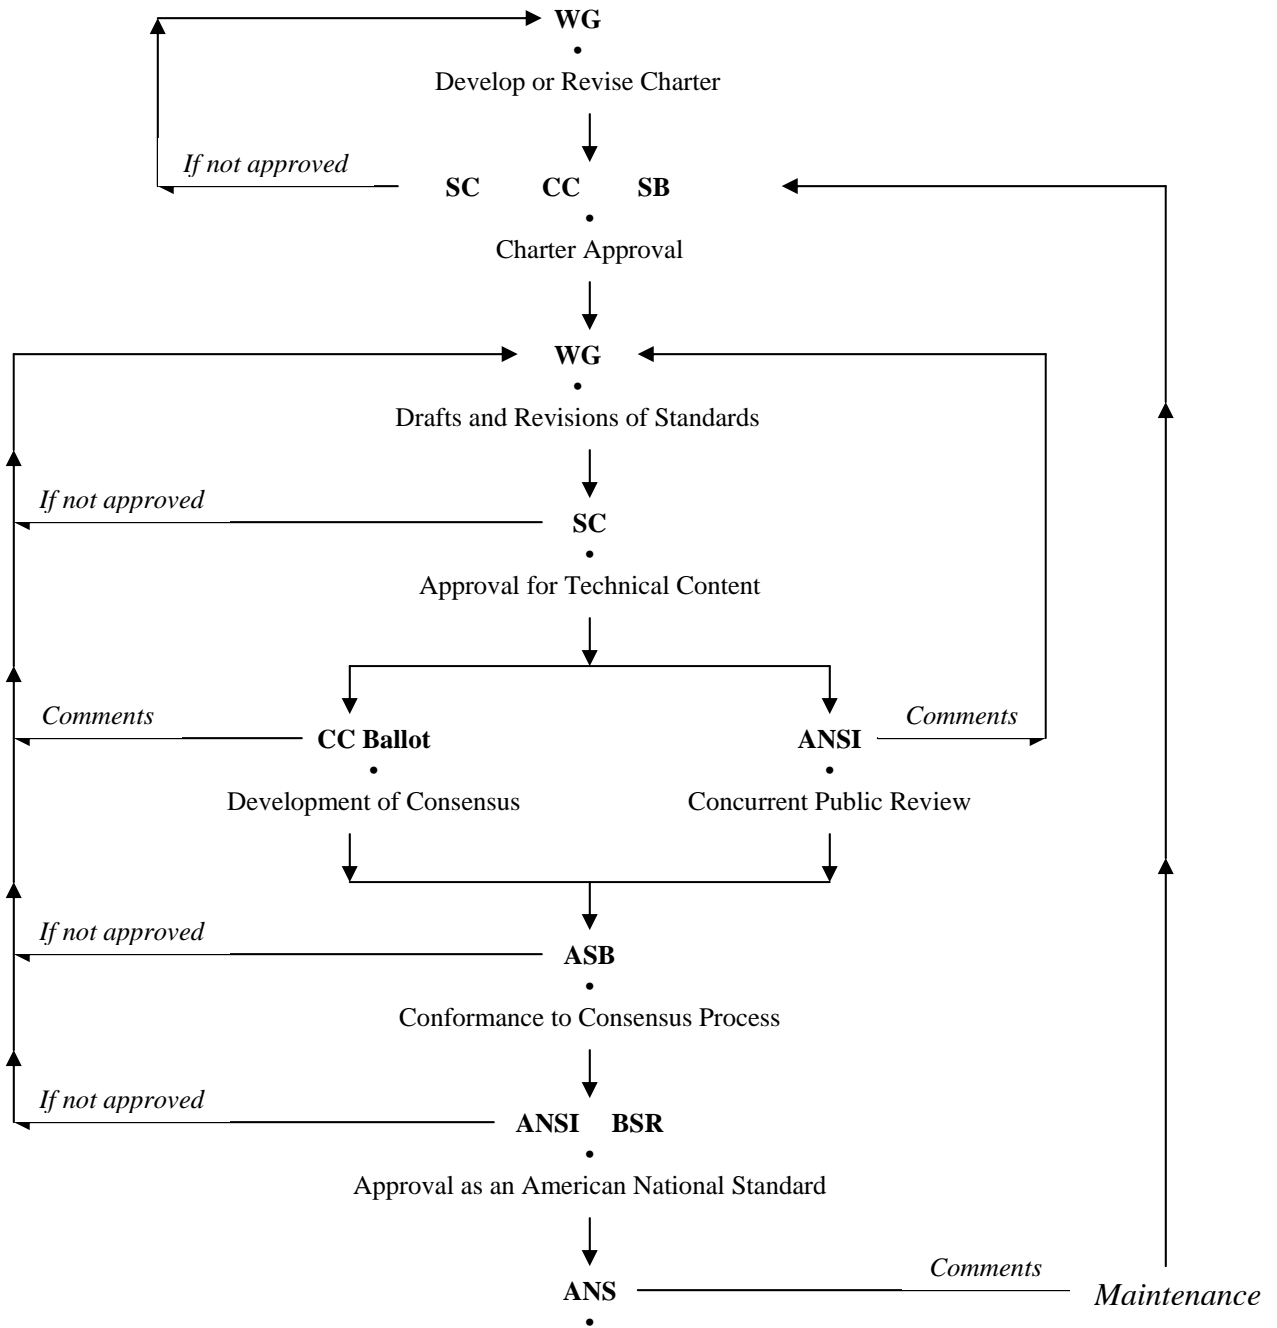 WG
•
Develop or Revise Charter
If not approved
SC CC SB
•
Charter Approval
WG
•
Drafts and Revisions of Standards
If not approved
SC
•
Approval for Technical Content
Comments
Comments
CC Ballot
ANSI
•
•
Development of Consensus
Concurrent Public Review
If not approved
ASB
•
Conformance to Consensus Process
If not approved
ANSI BSR
•
Approval as an American National Standard
Comments
ANS
Maintenance
•